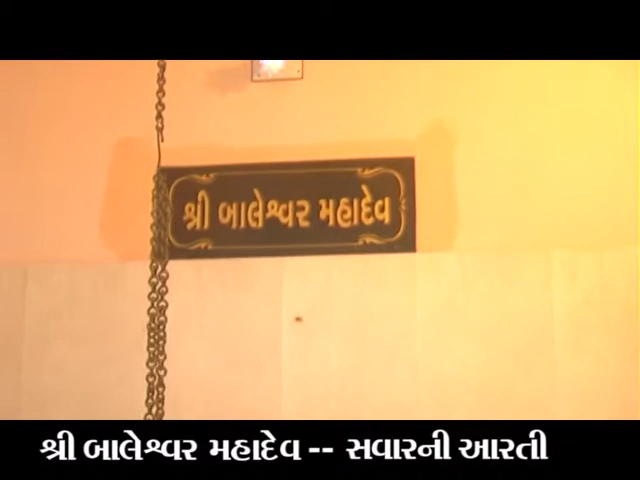 શ્રી બાલેશ્વર મહાદેવ
શ્રી બાલેશ્વર મહાદેવ -- સવારની આરતી